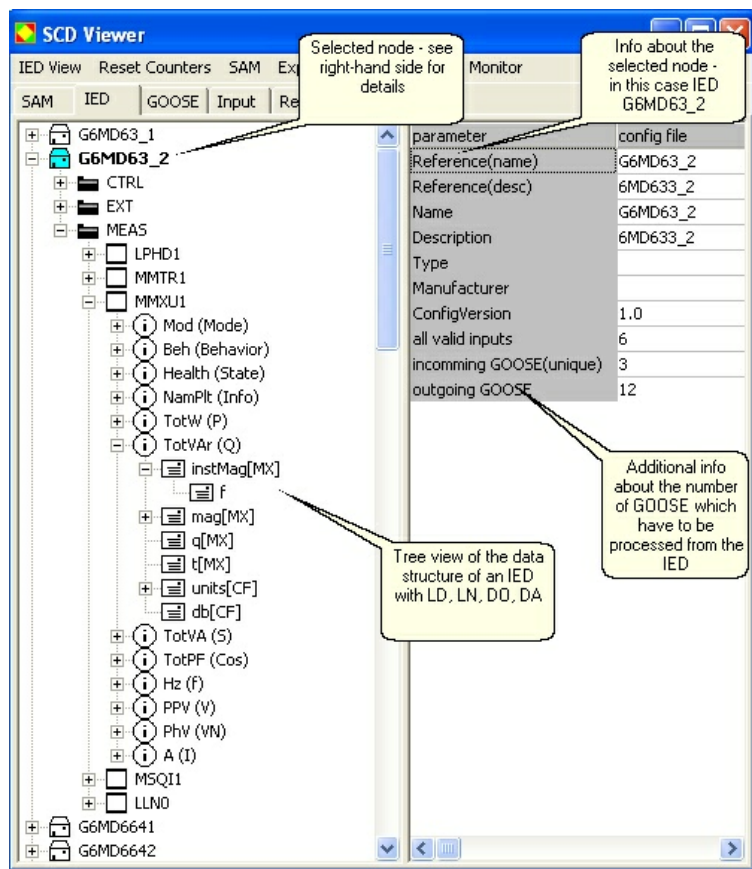 SCD Viewer
IED View Reset Counters SAM Exp Monitor
SAM IED GOOSE Input Re
Selected node - see
right-hand side for
details
Info about the
selected node -
in this case IED
G6MD63_2
G6MD63_1
G6MD63_2
CTRL
EXT
MEAS
LPHD1
MMTR1
MMXU1
Mod (Mode)
Beh (Behavior)
Health (State)
NamPlt (Info)
TotW (P)
TotVAr (Q)
instMag[MX]
f
mag[MX]
q[MX]
t[MX]
units[CF]
db[CF]
TotVA (S)
TotPF (Cos)
Hz (f)
PPV (V)
PhV (VN)
A (I)
MSQI1
LLN0
G6MD6641
G6MD6642
parameter config file
Reference(name) G6MD63_2
Reference(desc) 6MD633_2
Name G6MD63_2
Description 6MD633_2
Type
Manufacturer
ConfigVersion 1.0
all valid inputs 6
incomming GOOSE(unique) 3
outgoing GOOSE 12
Additional info
about the number
of GOOSE which
have to be
processed from the
IED
Tree view of the data
structure of an IED
with LD, LN, DO, DA